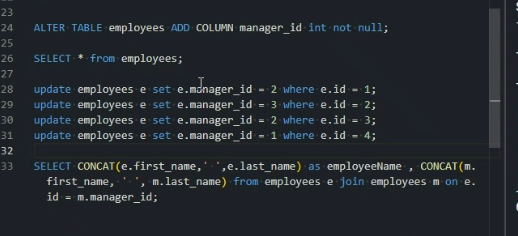 23
24 ALTER TABLE employees ADD COLUMN manager_id int not null;
25
26 SELECT * from employees;
27
28 update employees e set e.manager_id = 2 where e.id = 1;
29 update employees e set e.manager_id = 3 where e.id = 2;
30 update employees e set e.manager_id = 2 where e.id = 3;
31 update employees e set e.manager_id = 1 where e.id = 4;
32
33 SELECT CONCAT(e.first_name,' ',e.last_name) as employeeName , CONCAT(m.
first_name, ' ', m.last_name) from employees e join employees m on e.
id = m.manager_id;